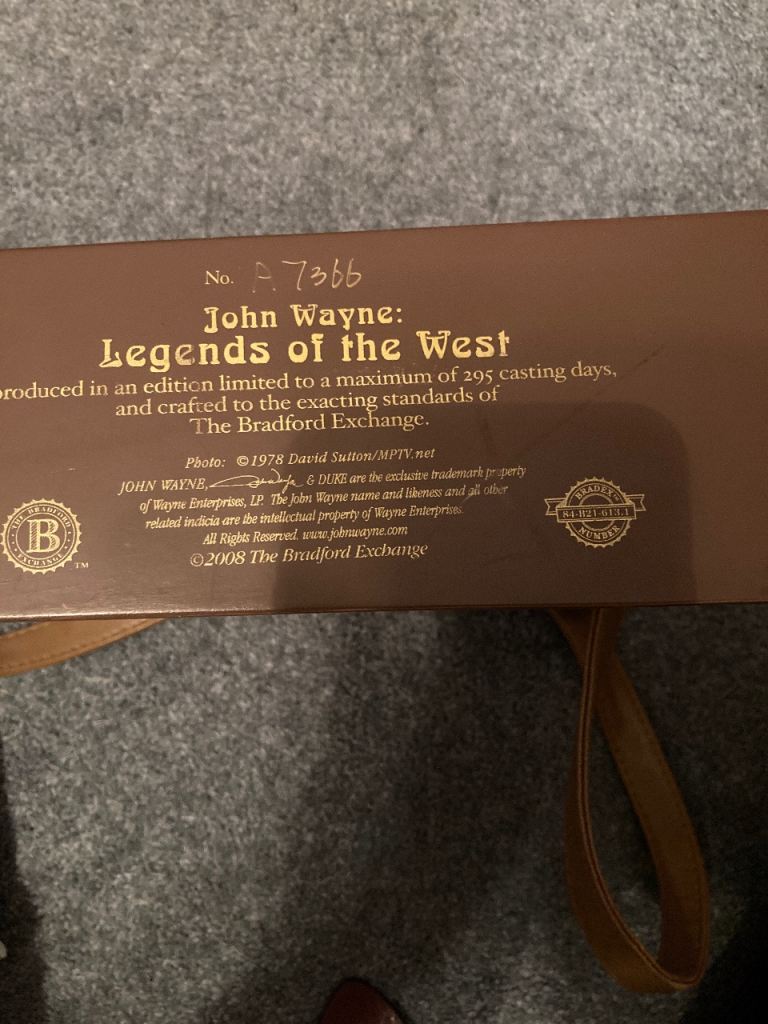 No. A 7366
John Wayne:
Legends of the West
produced in an edition limited to a maximum of 295 casting days,
and crafted to the exacting standards of
The Bradford Exchange.
Photo: ©1978 David Sutton/MPTV.net
JOHN WAYNE, & DUKE are the exclusive trademark property
of Wayne Enterprises, LP. The John Wayne name and likeness and all other
related indicia are the intellectual property of Wayne Enterprises.
All Rights Reserved. www.johnwayne.com
©2008 The Bradford Exchange
THE BRADFORD
B
EXCHANGE
TM
BRADEX
84-B21-613.1
NUMBER